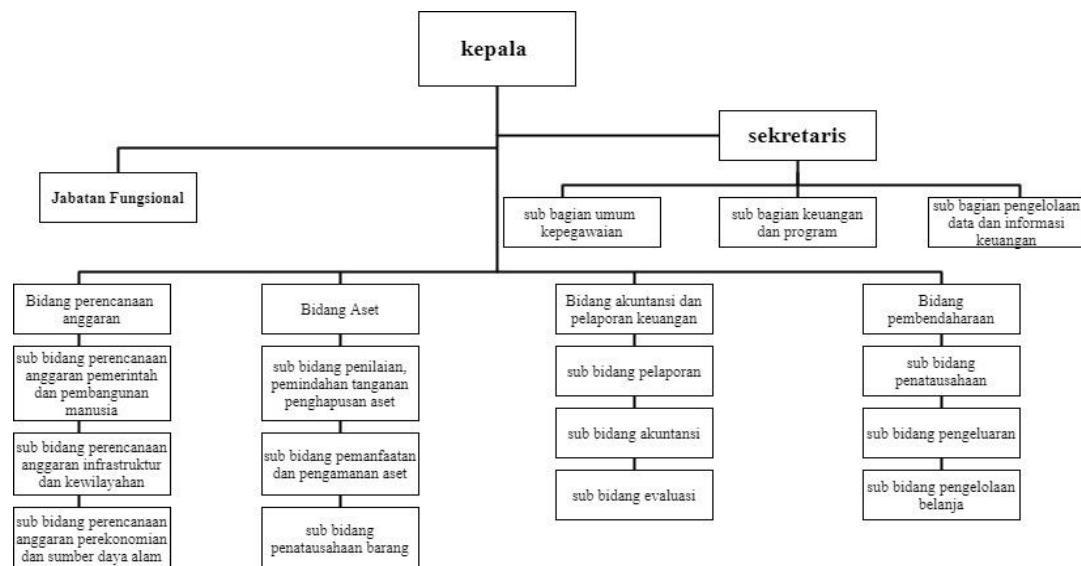 kepala
sekretaris
Jabatan Fungsional
sub bagian umum
kepegawaian
sub bagian keuangan
dan program
sub bagian pengelolaan
data dan informasi
keuangan
Bidang perencanaan
anggaran
sub bidang perencanaan
anggaran pemerintah
dan pembangunan
manusia
sub bidang perencanaan
anggaran infrastruktur
dan kewilayahan
sub bidang perencanaan
anggaran perekonomian
dan sumber daya alam
Bidang Aset
sub bidang penilaian,
pemindahan tanganan
penghapusan aset
sub bidang pemanfaatan
dan pengamanan aset
sub bidang
penatausahaan barang
Bidang akuntansi dan
pelaporan keuangan
sub bidang pelaporan
sub bidang akuntansi
sub bidang evaluasi
Bidang
pembendaharaan
sub bidang
penatausahaan
sub bidang pengeluaran
sub bidang pengelolaan
belanja